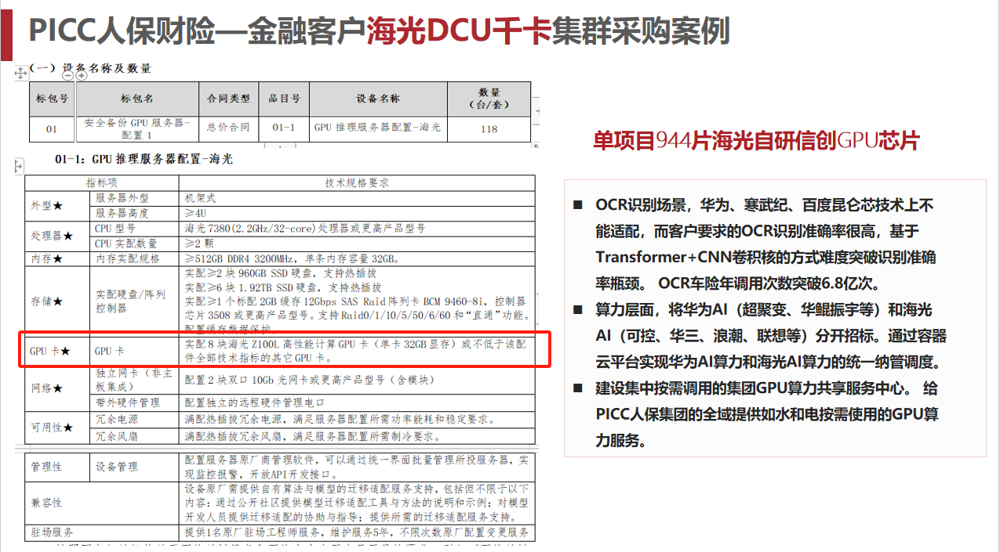 PICC人保财险—金融客户海光DCU千卡集群采购案例
(一) 设备名称及数量
标包号 标包名 合同类型 品目号 设备名称 数量
（台/套）
01 安全备份 GPU 服务器-
配置 1 总价合同 01-1 GPU 推理服务器配置-海光 118
01-1: GPU 推理服务器配置-海光
指标项 技术规格要求
外型★ 服务器外型 机架式
服务器高度 ≥4U
处理器★ CPU 型号 海光 7380(2.2GHz/32-core)处理器或更高产品型号
CPU 实配数量 ≥2 颗
内存★ 内存实配规格 ≥512GB DDR4 3200MHz，单条内存容量 32GB。
存储★ 实配硬盘/阵列
控制器
实配≥2 块 960GB SSD 硬盘，支持热插拔
实配≥6 块 1.92TB SSD 硬盘，支持热插拔
实配≥1 个标配 2GB 缓存 12Gbps SAS Raid 阵列卡 BCM 9460-8i，控制器
芯片 3508 或更高产品型号。支持 Raid0/1/10/5/50/6/60 和“直通”功能。
配置缓存数据保护。
GPU 卡★ GPU 卡 实配 8 块海光 Z100L 高性能计算 GPU 卡（单卡 32GB 显存）或不低于该配
件全部技术指标的其它 GPU 卡。
网络★ 独立网卡（非主
板集成） 配置 2 块双口 10Gb 光网卡或更高产品型号（含模块）
带外硬件管理 配置独立的远程硬件管理电口
可用性★ 冗余电源 满配热插拔冗余电源，满足服务器配置所需功率能耗和稳定要求。
冗余风扇 满配热插拔冗余风扇，满足服务器配置所需制冷要求。
管理性 设备管理 配置服务器原厂商管理软件，可以通过统一界面批量管理所投服务器，实
现监控报警，开放API开发接口。
兼容性 设备原厂需提供自有算法与模型的迁移适配服务支持，包括但不限于以下
内容：通过公开社区提供模型迁移适配工具与方法的说明和示例；对模型
开发人员提供迁移适配的协助与指导；提供所需的迁移适配服务支持。
驻场服务 提供1名原厂驻场工程师服务，维护服务5年，不限次数原厂配置变更服务
单项目944片海光自研信创GPU芯片
■ OCR识别场景，华为、寒武纪、百度昆仑芯技术上不
能适配，而客户要求的OCR识别准确率很高，基于
Transformer+CNN卷积核的方式难度突破识别准确
率瓶颈。 OCR车险年调用次数突破6.8亿次。
■ 算力层面，将华为AI（超聚变、华鲲振宇等）和海光
AI（可控、华三、浪潮、联想等）分开招标。通过容器
云平台实现华为AI算力和海光AI算力的统一纳管调度。
■ 建设集中按需调用的集团GPU算力共享服务中心。 给
PICC人保集团的全域提供如水和电按需使用的GPU算
力服务。